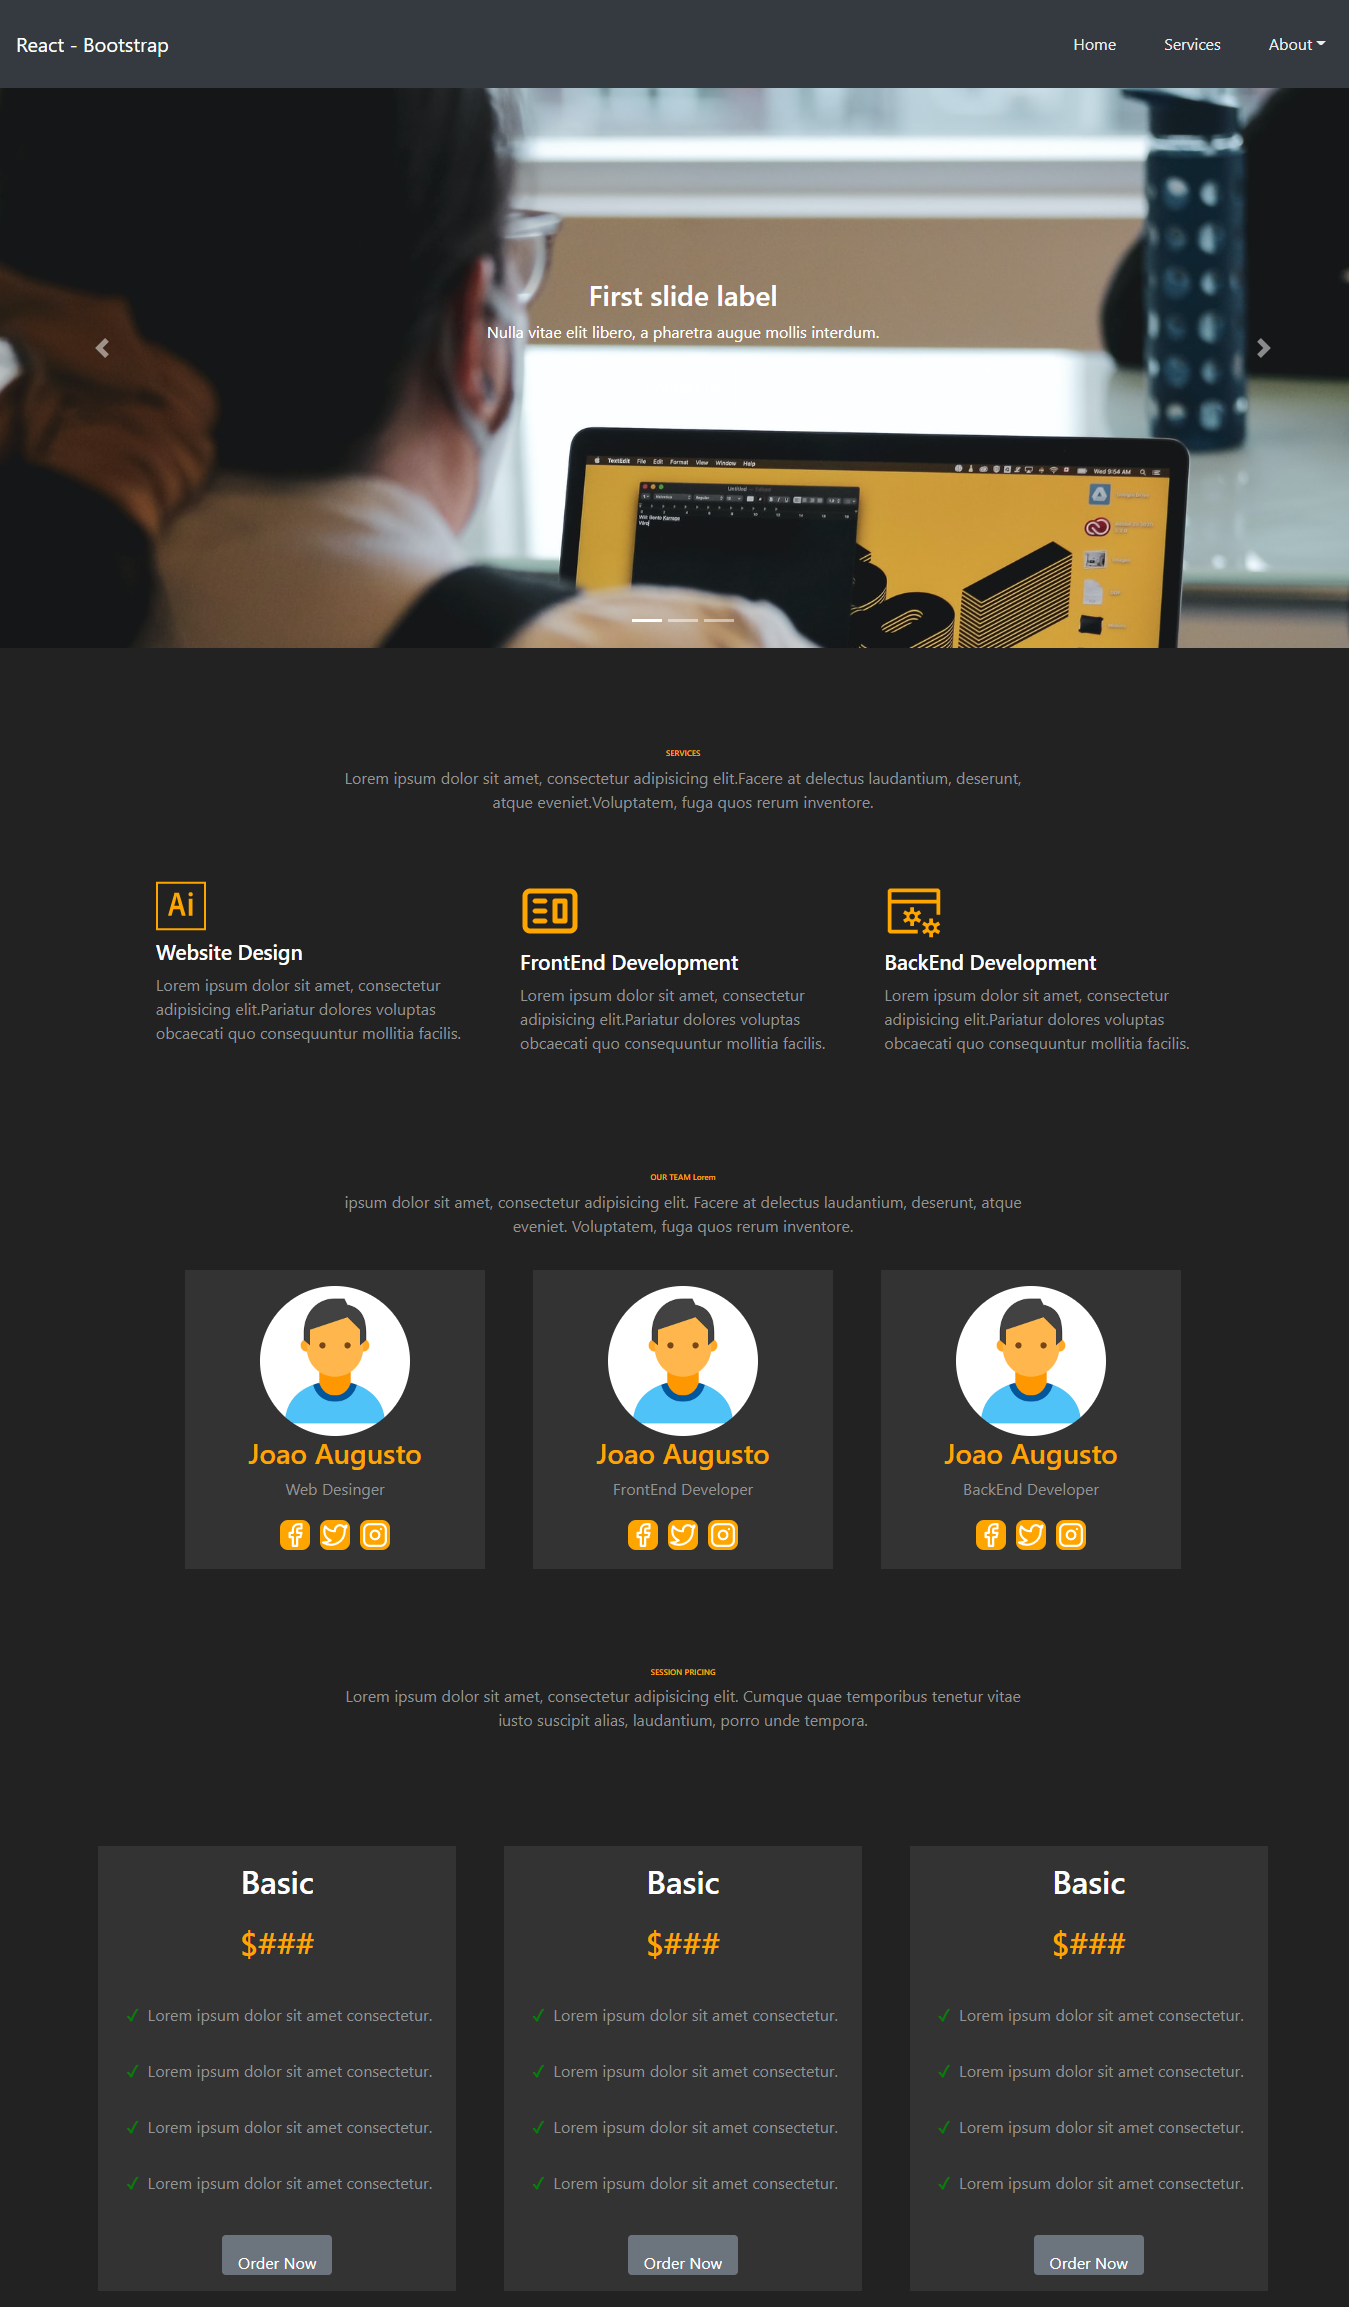 React - Bootstrap
Home Services About
First slide label
Nulla vitae elit libero, a pharetra augue mollis interdum.
TextEdit File Edit Format View Window Help
Wed 9:54 AM
Untitled
SERVICES
Lorem ipsum dolor sit amet, consectetur adipisicing elit.Facere at delectus laudantium, deserunt,
atque eveniet.Voluptatem, fuga quos rerum inventore.
Ai
Website Design
Lorem ipsum dolor sit amet, consectetur
adipisicing elit.Pariatur dolores voluptas
obcaecati quo consequuntur mollitia facilis.
FrontEnd Development
Lorem ipsum dolor sit amet, consectetur
adipisicing elit.Pariatur dolores voluptas
obcaecati quo consequuntur mollitia facilis.
BackEnd Development
Lorem ipsum dolor sit amet, consectetur
adipisicing elit.Pariatur dolores voluptas
obcaecati quo consequuntur mollitia facilis.
OUR TEAM Lorem
ipsum dolor sit amet, consectetur adipisicing elit. Facere at delectus laudantium, deserunt, atque
eveniet. Voluptatem, fuga quos rerum inventore.
Joao Augusto
Web Desinger
Joao Augusto
FrontEnd Developer
Joao Augusto
BackEnd Developer
SESSION PRICING
Lorem ipsum dolor sit amet, consectetur adipisicing elit. Cumque quae temporibus tenetur vitae
iusto suscipit alias, laudantium, porro unde tempora.
Basic
$###
✓ Lorem ipsum dolor sit amet consectetur.
✓ Lorem ipsum dolor sit amet consectetur.
✓ Lorem ipsum dolor sit amet consectetur.
✓ Lorem ipsum dolor sit amet consectetur.
Order Now
Basic
$###
✓ Lorem ipsum dolor sit amet consectetur.
✓ Lorem ipsum dolor sit amet consectetur.
✓ Lorem ipsum dolor sit amet consectetur.
✓ Lorem ipsum dolor sit amet consectetur.
Order Now
Basic
$###
✓ Lorem ipsum dolor sit amet consectetur.
✓ Lorem ipsum dolor sit amet consectetur.
✓ Lorem ipsum dolor sit amet consectetur.
✓ Lorem ipsum dolor sit amet consectetur.
Order Now